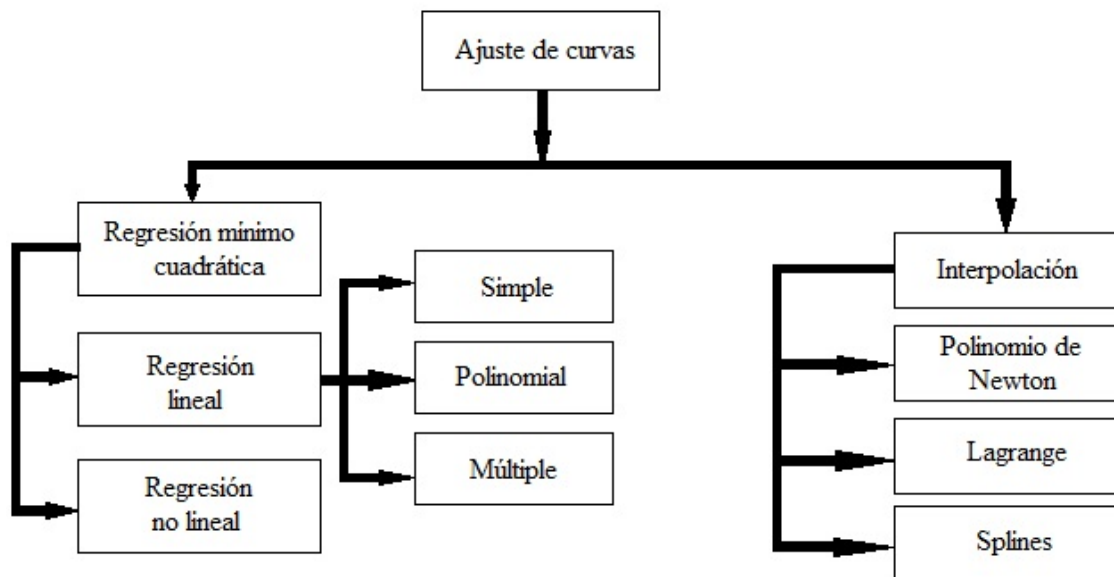 Ajuste de curvas
Regresión mínimo
cuadrática
Regresión
lineal
Regresión
no lineal
Simple
Polinomial
Múltiple
Interpolación
Polinomio de
Newton
Lagrange
Splines